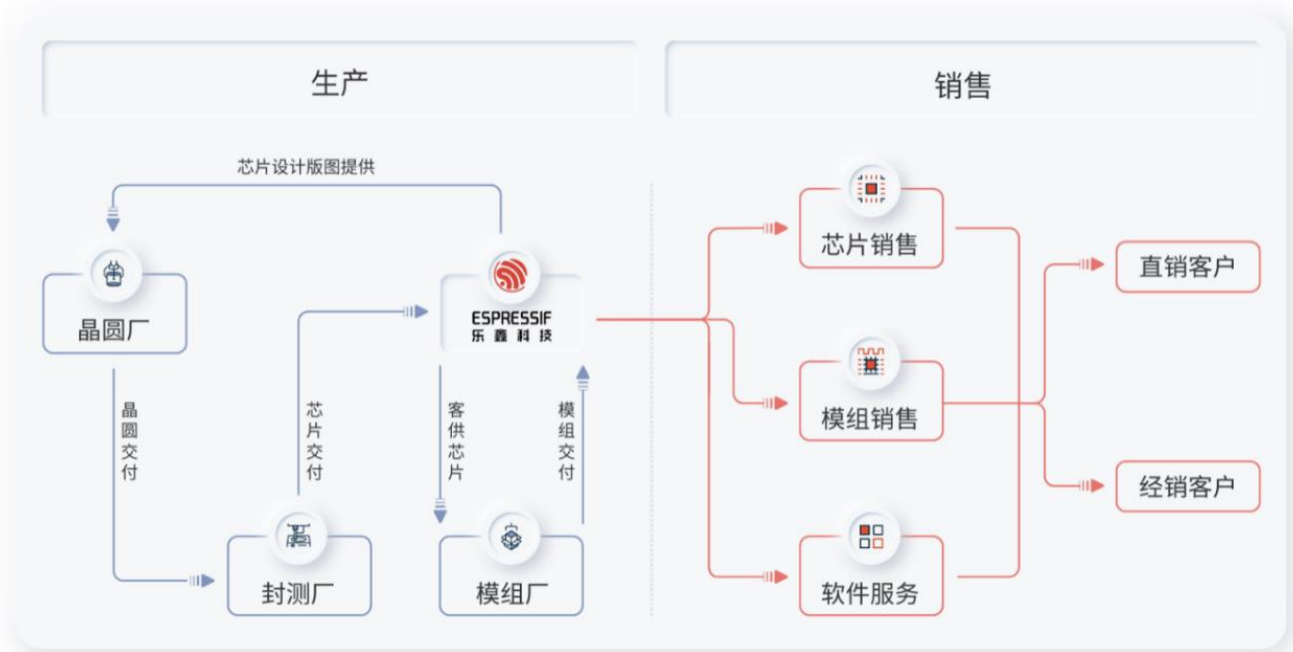 生产
销售
芯片设计版图提供
晶圆厂
ESPRESSIF
乐鑫科技
晶圆交付
芯片交付
客供芯片
模组交付
封测厂
模组厂
芯片销售
模组销售
软件服务
直销客户
经销客户